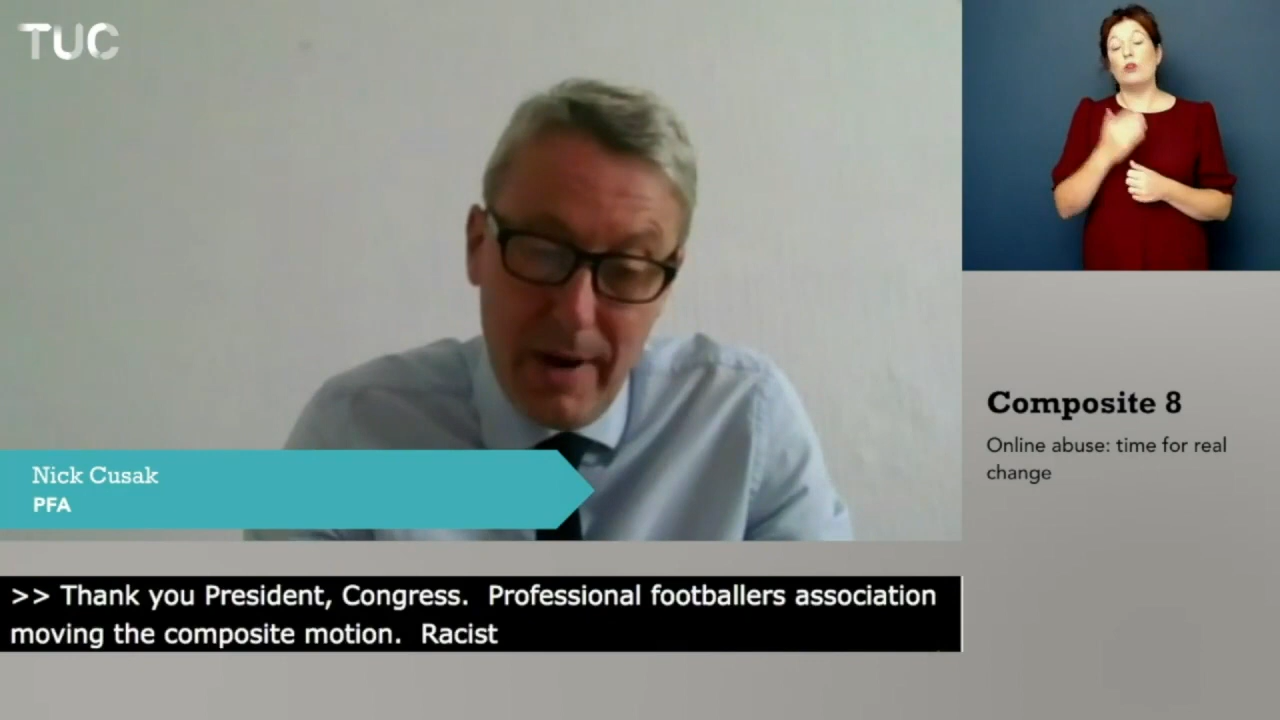 TUC
Nick Cusak
PFA
Composite 8
Online abuse: time for real
change
>> Thank you President, Congress.  Professional footballers association
moving the composite motion.  Racist